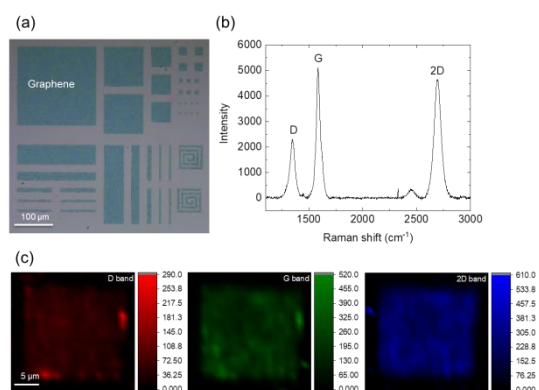 (a)
Graphene
100 µm
(b)
Intensity
6000
5000
4000
3000
2000
1000
0
D
G
2D
1500
2000
2500
3000
Raman shift (cm⁻¹)
(c)
D band
5 µm
290.0
253.8
217.5
181.3
145.0
108.8
72.50
36.25
0.000
G band
520.0
455.0
390.0
325.0
260.0
195.0
130.0
65.00
0.000
2D band
610.0
533.8
457.5
381.3
305.0
228.8
152.5
76.25
0.000